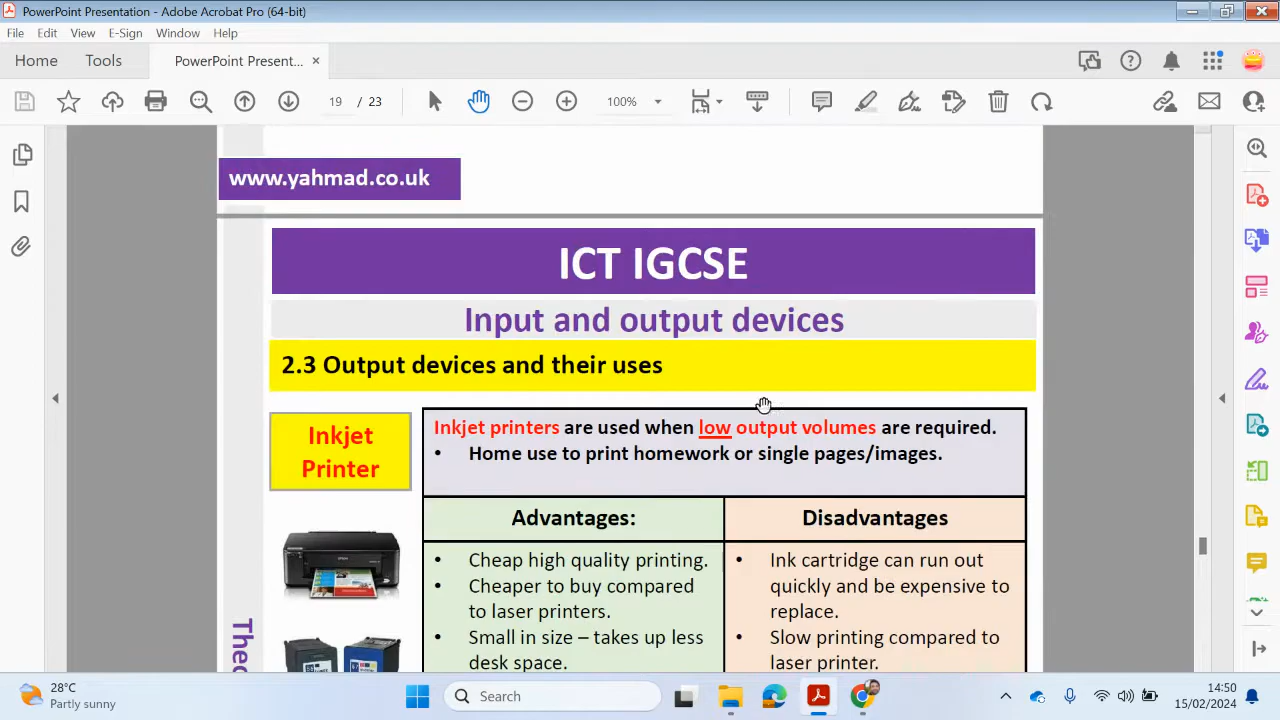 PowerPoint Presentation - Adobe Acrobat Pro (64-bit)
File Edit View E-Sign Window Help
Home Tools PowerPoint Present... ×
19 / 23 100%
www.yahmad.co.uk
ICT IGCSE
Input and output devices
2.3 Output devices and their uses
Inkjet
Printer
Inkjet printers are used when low output volumes are required.
• Home use to print homework or single pages/images.
Advantages:
• Cheap high quality printing.
• Cheaper to buy compared
to laser printers.
• Small in size – takes up less
desk space.
Disadvantages
• Ink cartridge can run out
quickly and be expensive to
replace.
• Slow printing compared to
laser printer.
Theo
28°C
Partly sunny
Search
14:50
15/02/2024